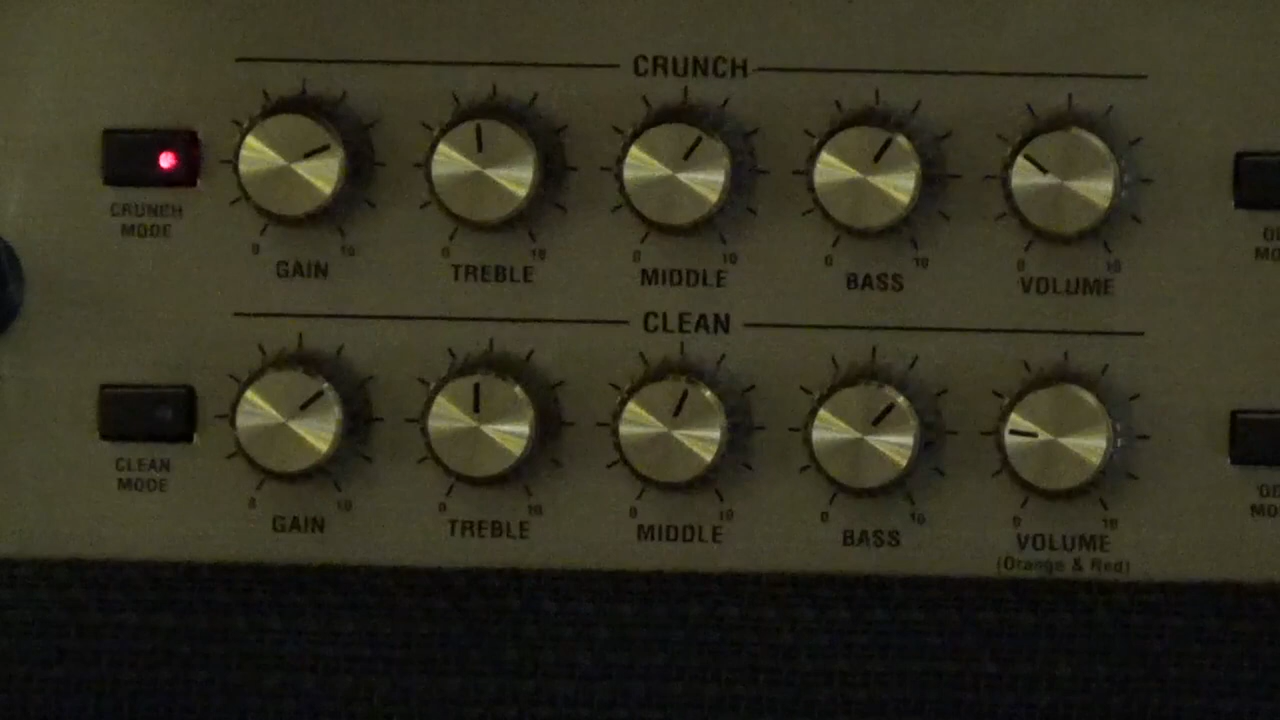 CRUNCH
CRUNCH
MODE
0 10 0 10 0 10 0 10 0 10
GAIN TREBLE MIDDLE BASS VOLUME
CLEAN
CLEAN
MODE
0 10 0 10 0 10 0 10 0 10
GAIN TREBLE MIDDLE BASS VOLUME
(Orange & Red)